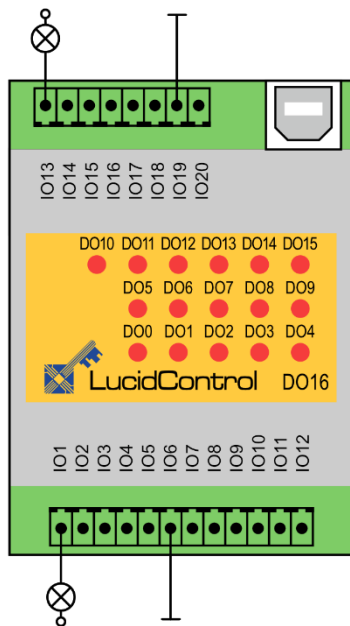 IO13 IO14 IO15 IO16 IO17 IO18 IO19 IO20
DO10 DO11 DO12 DO13 DO14 DO15
DO5 DO6 DO7 DO8 DO9
DO0 DO1 DO2 DO3 DO4
LucidControl DO16
IO1 IO2 IO3 IO4 IO5 IO6 IO7 IO8 IO9 IO10 IO11 IO12